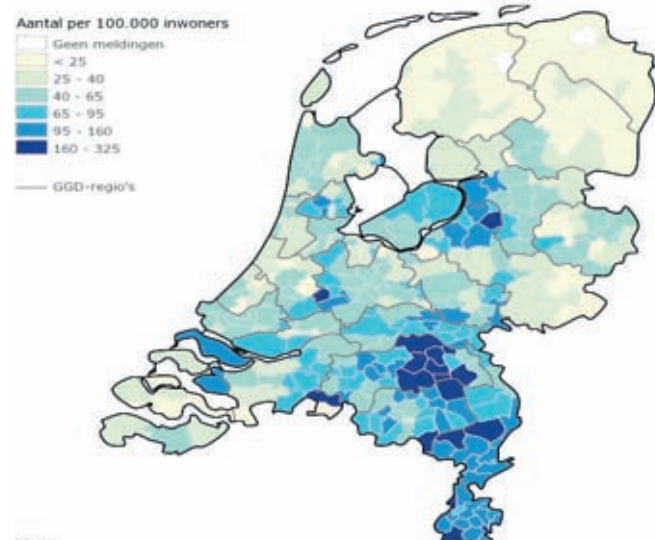 Aantal per 100.000 inwoners
Geen meldingen
< 25
25 - 40
40 - 65
65 - 95
95 - 160
160 - 325
GGD-regio's